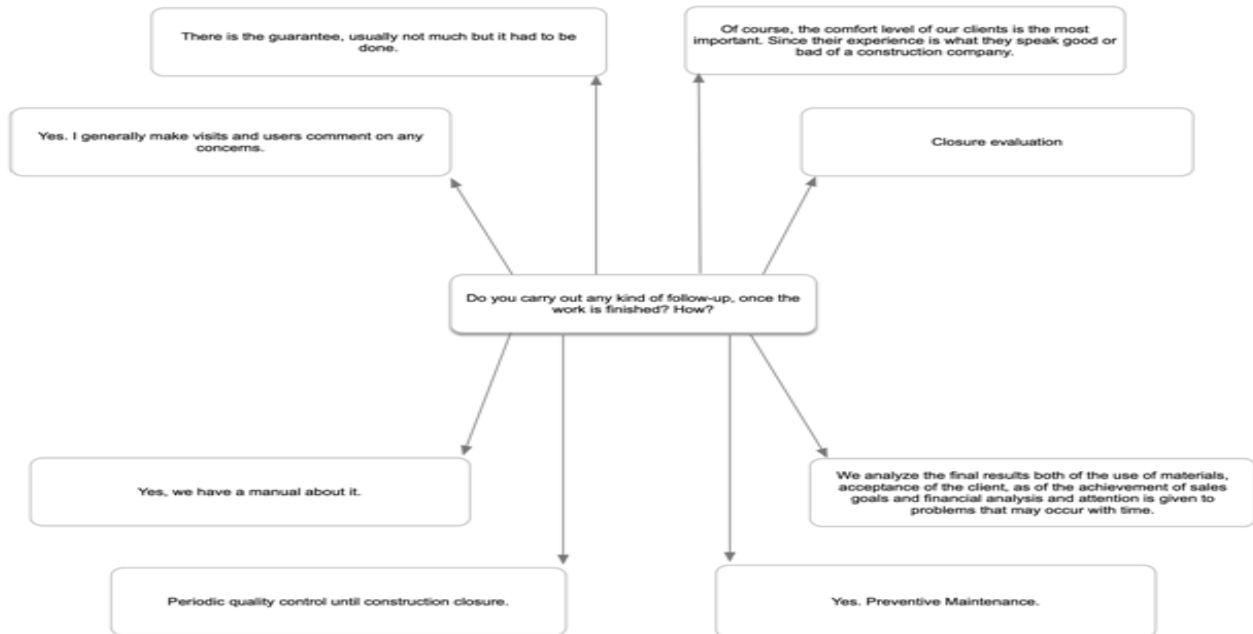 There is the guarantee, usually not much but it had to be
done.
Of course, the comfort level of our clients is the most
important. Since their experience is what they speak good or
bad of a construction company.
Yes. I generally make visits and users comment on any
concerns.
Closure evaluation
Do you carry out any kind of follow-up, once the
work is finished? How?
Yes, we have a manual about it.
We analyze the final results both of the use of materials,
acceptance of the client, as of the achievement of sales
goals and financial analysis and attention is given to
problems that may occur with time.
Periodic quality control until construction closure.
Yes. Preventive Maintenance.